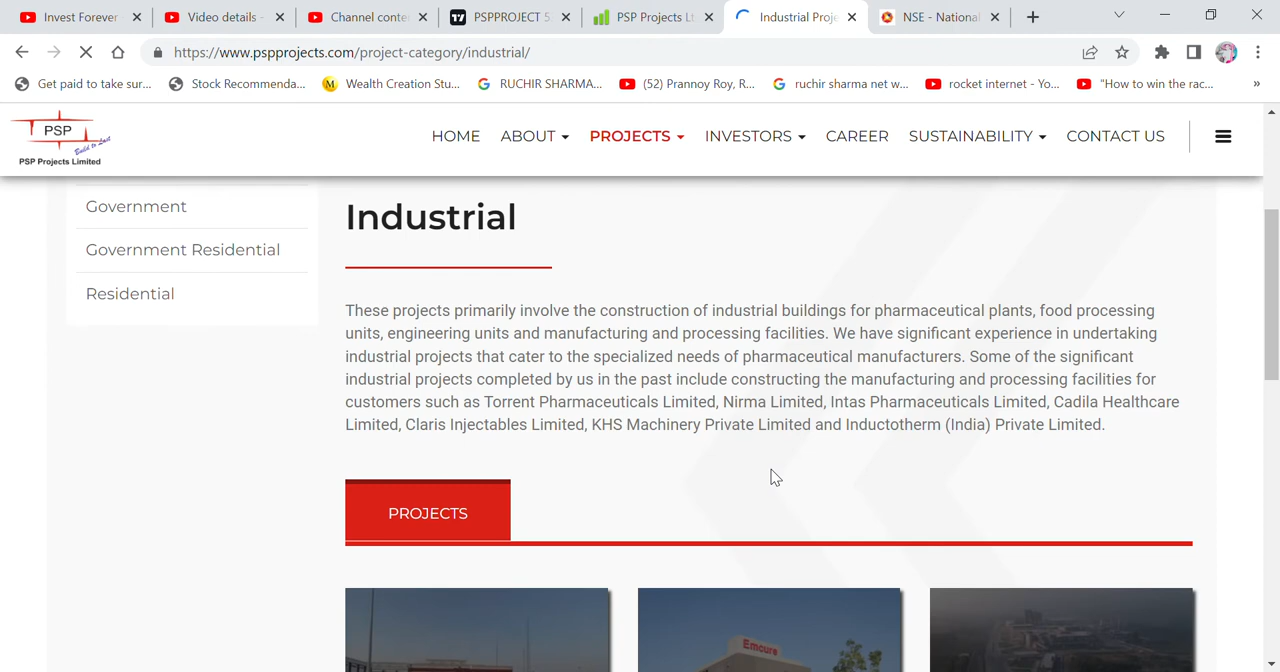 Invest Forever
Video details -
Channel conte
PSPPROJECT 5
PSP Projects Lt
Industrial Proj
NSE - National
https://www.pspprojects.com/project-category/industrial/
Get paid to take sur...
Stock Recommenda...
M
Wealth Creation Stu...
RUCHIR SHARMA...
(52) Prannoy Roy, R...
ruchir sharma net w...
rocket internet - Yo...
"How to win the rac...
»
PSP
Build to Last
PSP Projects Limited
HOME
ABOUT
PROJECTS
INVESTORS
CAREER
SUSTAINABILITY
CONTACT US
Government
Government Residential
Residential
Industrial
These projects primarily involve the construction of industrial buildings for pharmaceutical plants, food processing
units, engineering units and manufacturing and processing facilities. We have significant experience in undertaking
industrial projects that cater to the specialized needs of pharmaceutical manufacturers. Some of the significant
industrial projects completed by us in the past include constructing the manufacturing and processing facilities for
customers such as Torrent Pharmaceuticals Limited, Nirma Limited, Intas Pharmaceuticals Limited, Cadila Healthcare
Limited, Claris Injectables Limited, KHS Machinery Private Limited and Inductotherm (India) Private Limited.
PROJECTS
Emcure